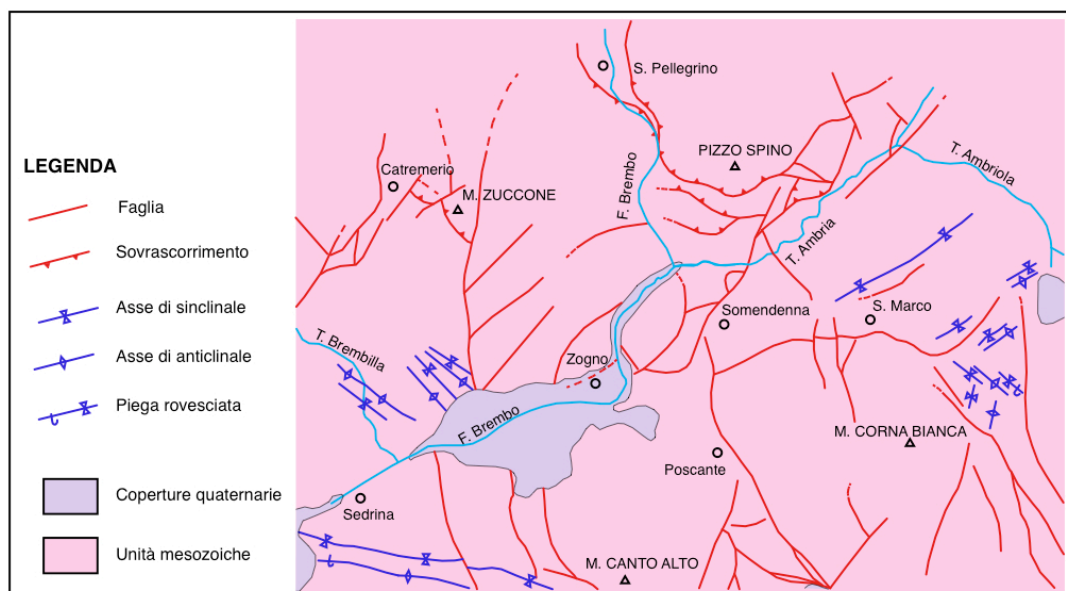 LEGENDA
Faglia
Sovrascorrimento
Asse di sinclinale
Asse di anticlinale
Piega rovesciata
Coperture quaternarie
Unità mesozoiche
S. Pellegrino
PIZZO SPINO
T. Ambriola
Catremerio
M. ZUCCONE
F. Brembo
T. Ambria
Somendenna
S. Marco
T. Brembilla
Zogno
F. Brembo
M. CORNA BIANCA
Poscante
Sedrina
M. CANTO ALTO